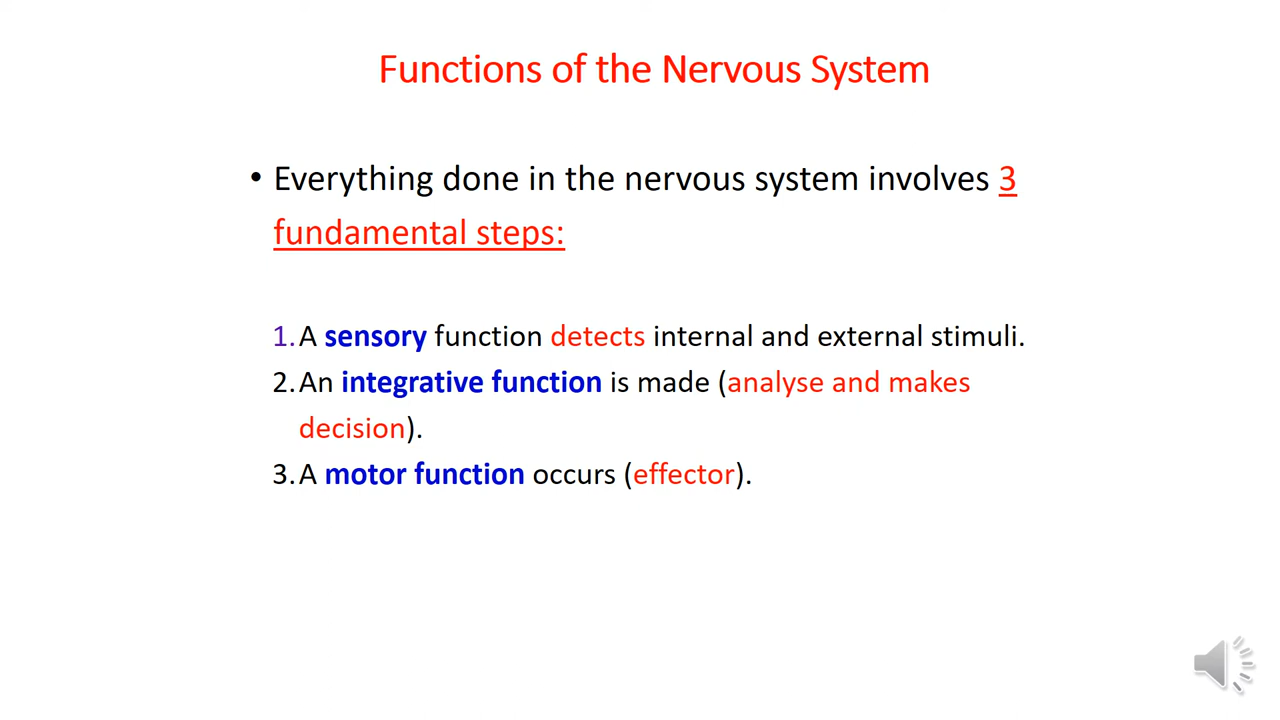 Functions of the Nervous System
• Everything done in the nervous system involves 3
fundamental steps:
1. A sensory function detects internal and external stimuli.
2. An integrative function is made (analyse and makes
decision).
3. A motor function occurs (effector).